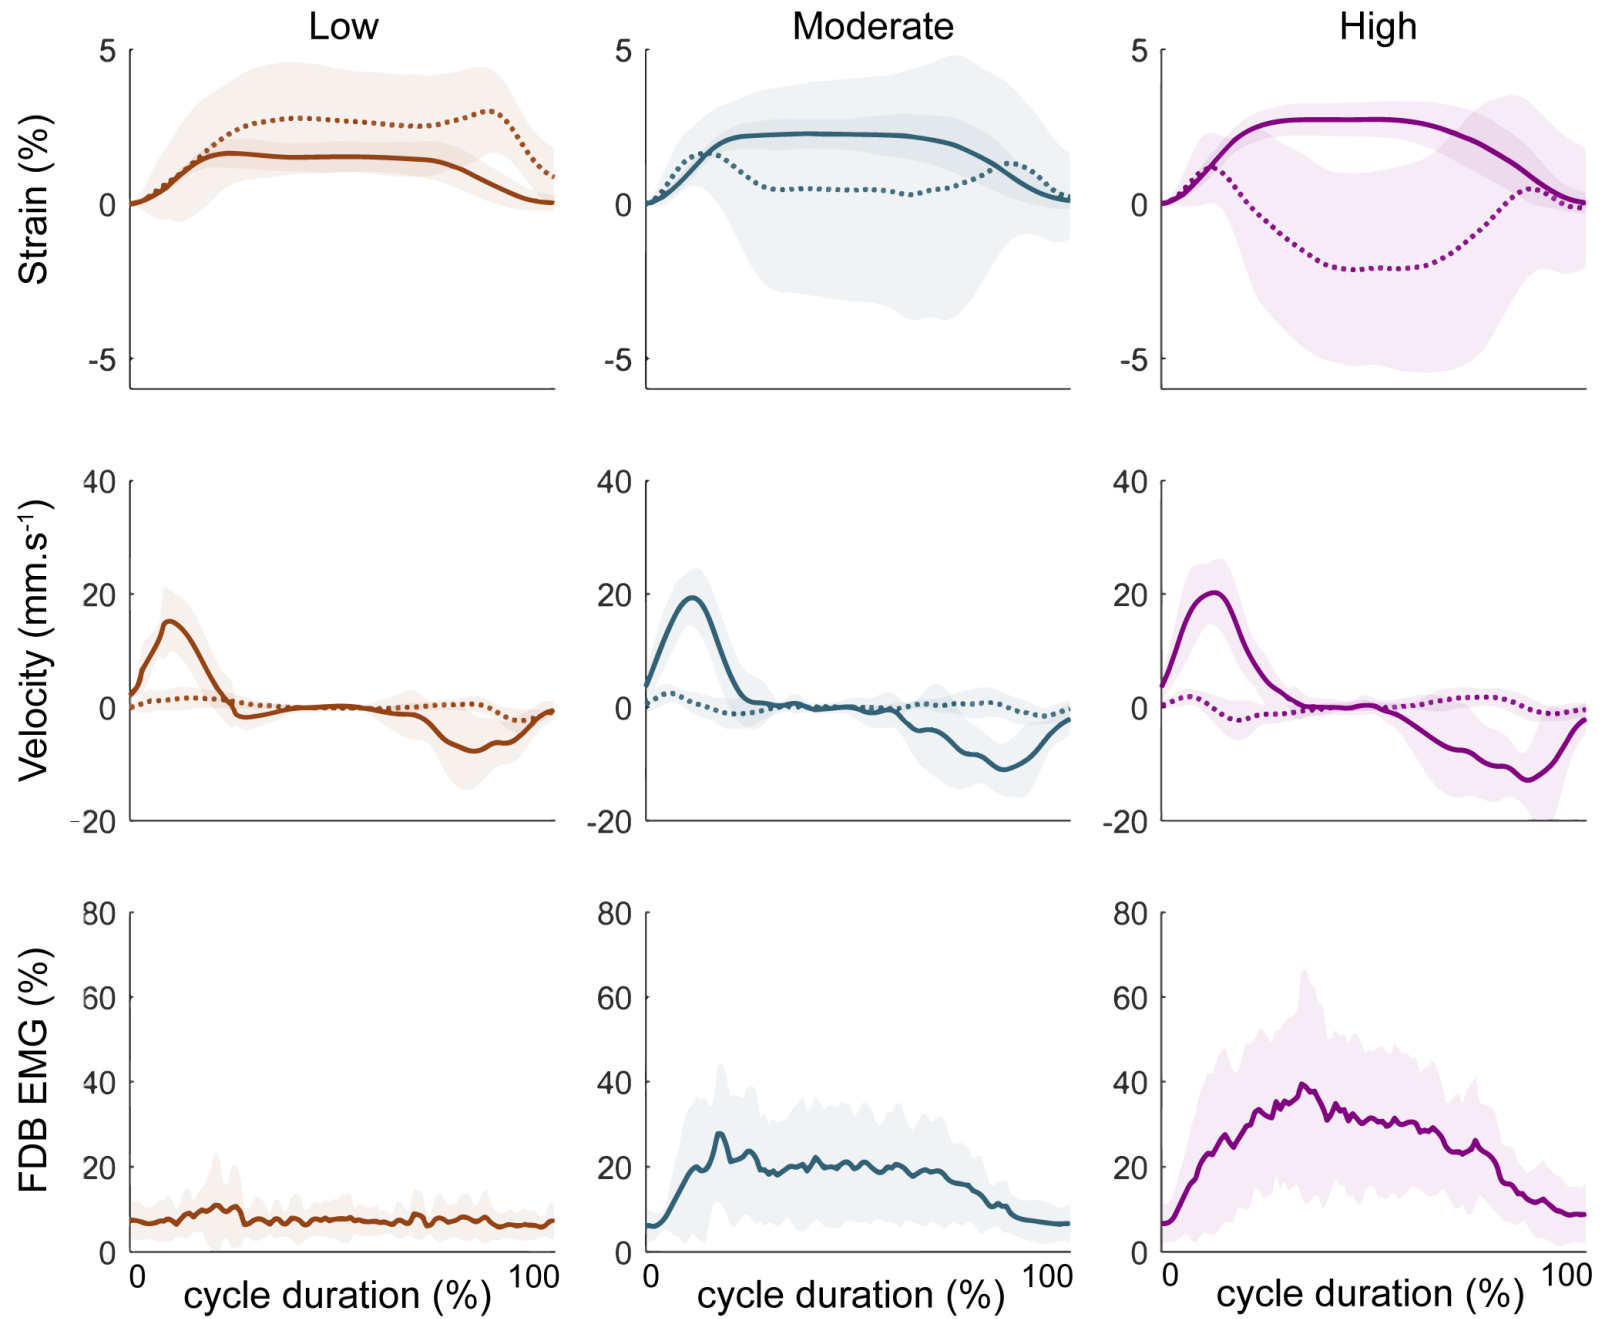 Low Moderate High
Strain (%)
5 5 5
0 0 0
-5 -5 -5
Velocity (mm.s-1)
40 40 40
20 20 20
0 0 0
-20 -20 -20
FDB EMG (%)
80 80 80
60 60 60
40 40 40
20 20 20
0 0 0
0 100 0 100 0 100
cycle duration (%) cycle duration (%) cycle duration (%)